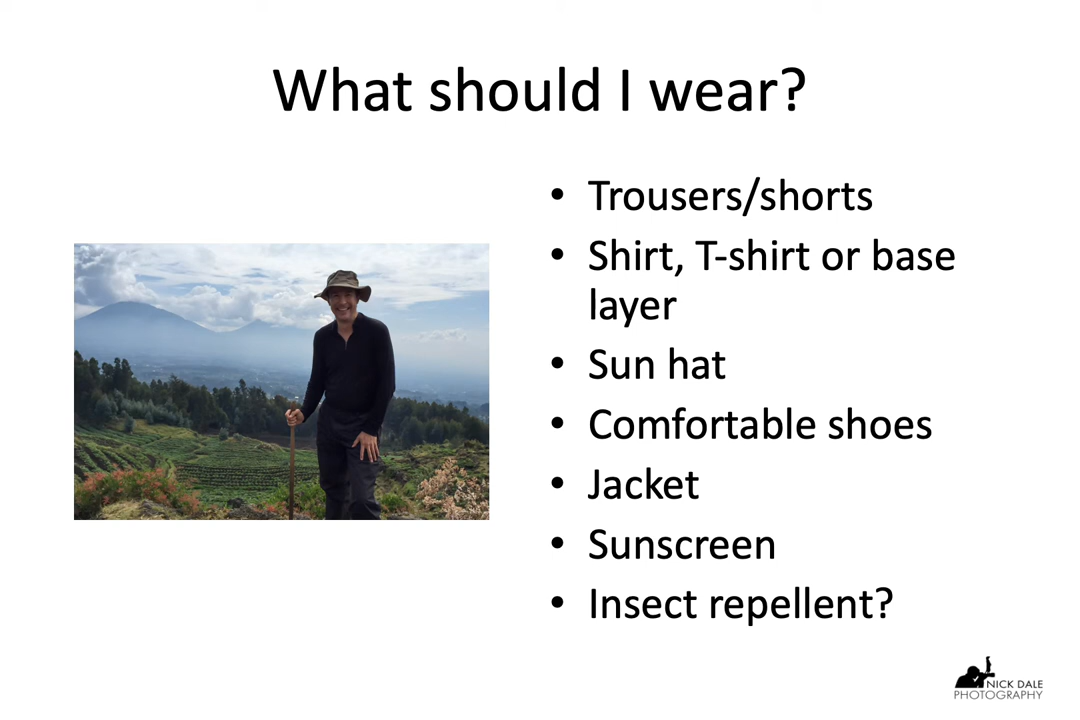 What should I wear?
• Trousers/shorts
• Shirt, T-shirt or base
layer
• Sun hat
• Comfortable shoes
• Jacket
• Sunscreen
• Insect repellent?
NICK DALE
PHOTOGRAPHY